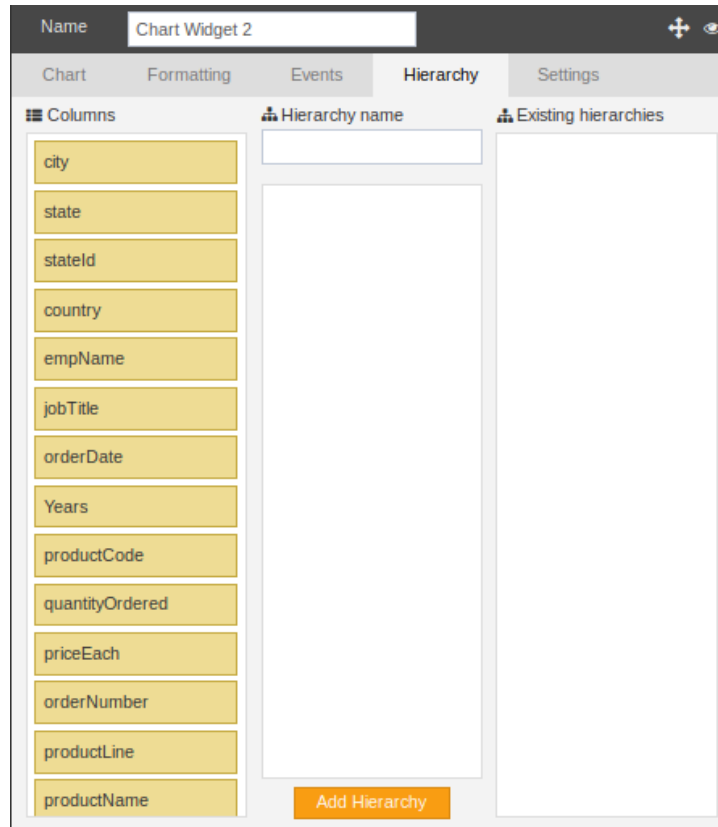 Name Chart Widget 2
Chart Formatting Events Hierarchy Settings
Columns
city
state
stateId
country
empName
jobTitle
orderDate
Years
productCode
quantityOrdered
priceEach
orderNumber
productLine
productName
Hierarchy name
Add Hierarchy
Existing hierarchies